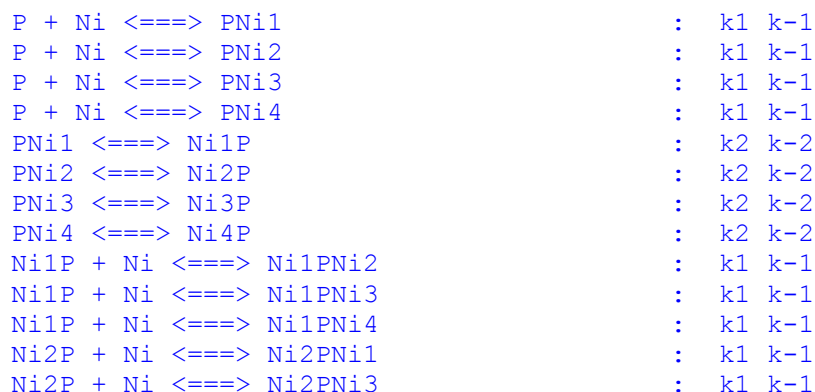 P + Ni <===> PNi1 : k1 k-1
P + Ni <===> PNi2 : k1 k-1
P + Ni <===> PNi3 : k1 k-1
P + Ni <===> PNi4 : k1 k-1
PNi1 <===> Ni1P : k2 k-2
PNi2 <===> Ni2P : k2 k-2
PNi3 <===> Ni3P : k2 k-2
PNi4 <===> Ni4P : k2 k-2
Ni1P + Ni <===> Ni1PNi2 : k1 k-1
Ni1P + Ni <===> Ni1PNi3 : k1 k-1
Ni1P + Ni <===> Ni1PNi4 : k1 k-1
Ni2P + Ni <===> Ni2PNi1 : k1 k-1
Ni2P + Ni <===> Ni2PNi3 : k1 k-1